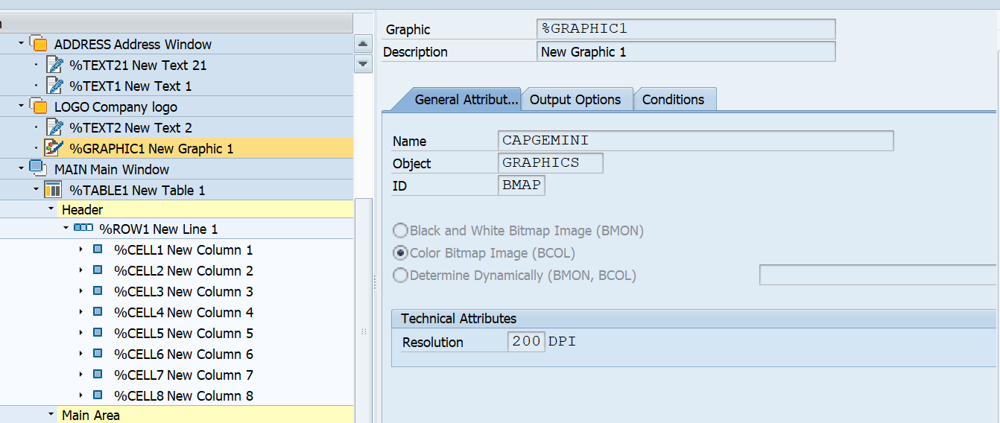 ADDRESS Address Window
%TEXT21 New Text 21
%TEXT1 New Text 1
LOGO Company logo
%TEXT2 New Text 2
%GRAPHIC1 New Graphic 1
MAIN Main Window
%TABLE1 New Table 1
Header
%ROW1 New Line 1
%CELL1 New Column 1
%CELL2 New Column 2
%CELL3 New Column 3
%CELL4 New Column 4
%CELL5 New Column 5
%CELL6 New Column 6
%CELL7 New Column 7
%CELL8 New Column 8
Main Area
Graphic %GRAPHIC1
Description New Graphic 1
General Attribut... Output Options Conditions
Name CAPGEMINI
Object GRAPHICS
ID BMAP
Black and White Bitmap Image (BMON)
Color Bitmap Image (BCOL)
Determine Dynamically (BMON, BCOL)
Technical Attributes
Resolution 200 DPI